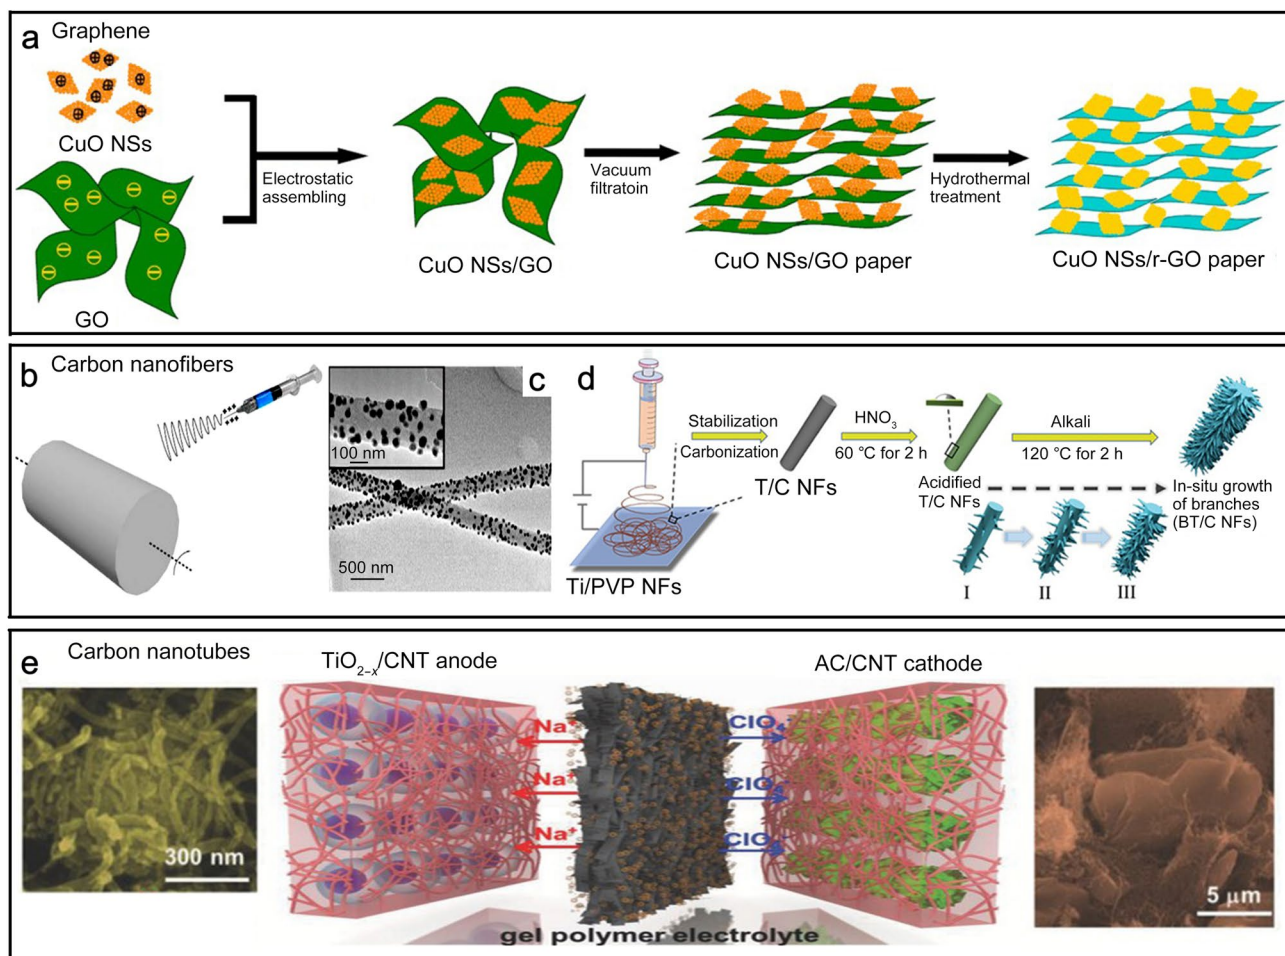 a
Graphene
CuO NSs
GO
Electrostatic
assembling
CuO NSs/GO
Vacuum
filtratoin
CuO NSs/GO paper
Hydrothermal
treatment
CuO NSs/r-GO paper
b
Carbon nanofibers
c
100 nm
500 nm
d
Ti/PVP NFs
Stabilization
Carbonization
T/C NFs
HNO₃
60 °C for 2 h
Acidified
T/C NFs
Alkali
120 °C for 2 h
In-situ growth
of branches
(BT/C NFs)
I
II
III
e
Carbon nanotubes
300 nm
TiO₂₋ₓ/CNT anode
AC/CNT cathode
Na⁺
ClO₄⁻
Na⁺
ClO₄
Na⁺
ClO₄
gel polymer electrolyte
5 μm